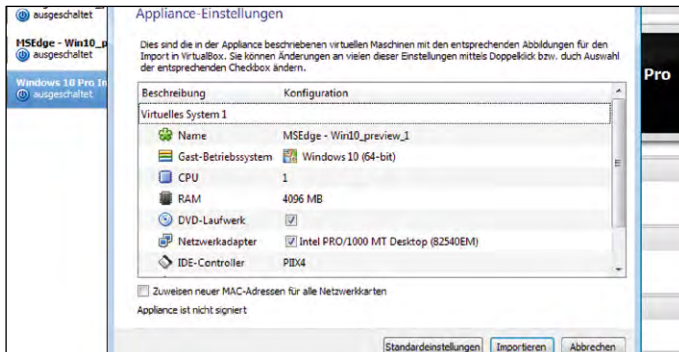 ausgeschaltet
MSEdge - Win10_p
ausgeschaltet
Windows 10 Pro In
ausgeschaltet
Appliance-Einstellungen
Dies sind die in der Appliance beschriebenen virtuellen Maschinen mit den entsprechenden Abbildungen für den
Import in VirtualBox. Sie können Änderungen an vielen dieser Einstellungen mittels Doppelklick bzw. duch Auswahl
der entsprechenden Checkbox ändern.
Beschreibung Konfiguration
Virtuelles System 1
Name MSEdge - Win10_preview_1
Gast-Betriebssystem Windows 10 (64-bit)
CPU 1
RAM 4096 MB
DVD-Laufwerk
Netzwerkadapter Intel PRO/1000 MT Desktop (82540EM)
IDE-Controller PIIX4
Zuweisen neuer MAC-Adressen für alle Netzwerkkarten
Appliance ist nicht signiert
Standardeinstellungen Importieren Abbrechen
Pro